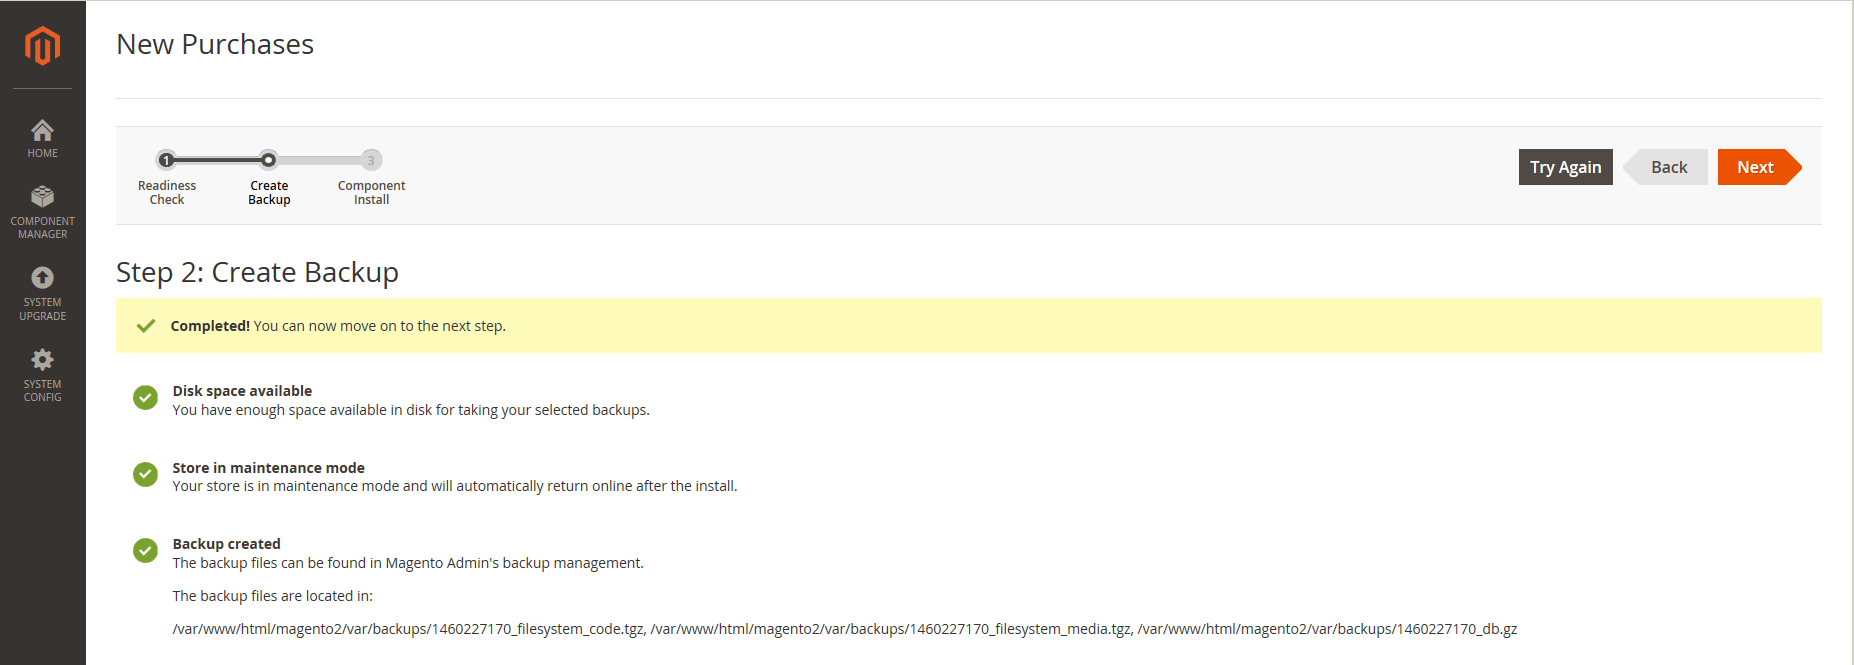 New Purchases
HOME
COMPONENT
MANAGER
SYSTEM
UPGRADE
SYSTEM
CONFIG
1
3
Readiness
Check
Create
Backup
Component
Install
Try Again
Back
Next
Step 2: Create Backup
Completed! You can now move on to the next step.
Disk space available
You have enough space available in disk for taking your selected backups.
Store in maintenance mode
Your store is in maintenance mode and will automatically return online after the install.
Backup created
The backup files can be found in Magento Admin's backup management.
The backup files are located in:
/var/www/html/magento2/var/backups/1460227170_filesystem_code.tgz, /var/www/html/magento2/var/backups/1460227170_filesystem_media.tgz, /var/www/html/magento2/var/backups/1460227170_db.gz